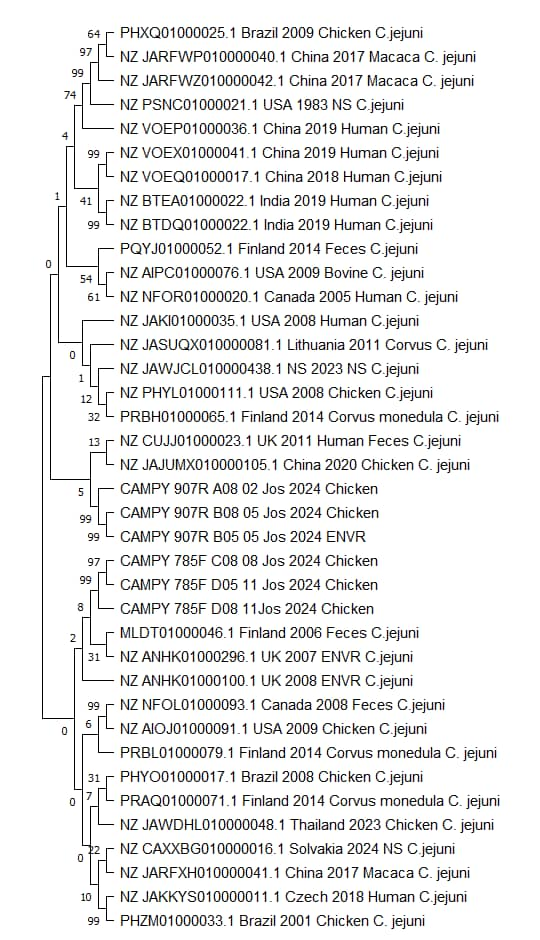 64
PHXQ01000025.1 Brazil 2009 Chicken C.jejuni
97
NZ JARFWP010000040.1 China 2017 Macaca C. jejuni
99
NZ JARFWZ010000042.1 China 2017 Macaca C. jejuni
74
NZ PSNC01000021.1 USA 1983 NS C.jejuni
NZ VOEP01000036.1 China 2019 Human C.jejuni
4
99
NZ VOEX01000041.1 China 2019 Human C.jejuni
NZ VOEQ01000017.1 China 2018 Human C.jejuni
1
41
NZ BTEA01000022.1 India 2019 Human C.jejuni
99
NZ BTDQ01000022.1 India 2019 Human C.jejuni
PQYJ01000052.1 Finland 2014 Feces C.jejuni
0
54
NZ AIPC01000076.1 USA 2009 Bovine C. jejuni
61
NZ NFOR01000020.1 Canada 2005 Human C. jejuni
NZ JAKI01000035.1 USA 2008 Human C.jejuni
0
NZ JASUQX010000081.1 Lithuania 2011 Corvus C. jejuni
1
NZ JAWJCL010000438.1 NS 2023 NS C.jejuni
12
NZ PHYL01000111.1 USA 2008 Chicken C.jejuni
32
PRBH01000065.1 Finland 2014 Corvus monedula C. jejuni
13
NZ CUJJ01000023.1 UK 2011 Human Feces C.jejuni
NZ JAJUMX010000105.1 China 2020 Chicken C. jejuni
5
CAMPY 907R A08 02 Jos 2024 Chicken
99
CAMPY 907R B08 05 Jos 2024 Chicken
99
CAMPY 907R B05 05 Jos 2024 ENVR
97
CAMPY 785F C08 08 Jos 2024 Chicken
99
CAMPY 785F D05 11 Jos 2024 Chicken
8
CAMPY 785F D08 11Jos 2024 Chicken
2
MLDT01000046.1 Finland 2006 Feces C.jejuni
31
NZ ANHK01000296.1 UK 2007 ENVR C.jejuni
NZ ANHK01000100.1 UK 2008 ENVR C.jejuni
99
NZ NFOL01000093.1 Canada 2008 Feces C.jejuni
0
6
NZ AIOJ01000091.1 USA 2009 Chicken C.jejuni
PRBL01000079.1 Finland 2014 Corvus monedula C. jejuni
31
PHYO01000017.1 Brazil 2008 Chicken C.jejuni
0
7
PRAQ01000071.1 Finland 2014 Corvus monedula C. jejuni
NZ JAWDHL010000048.1 Thailand 2023 Chicken C. jejuni
22
NZ CAXXBG010000016.1 Solvakia 2024 NS C.jejuni
0
NZ JARFXH010000041.1 China 2017 Macaca C. jejuni
10
NZ JAKKYS010000011.1 Czech 2018 Human C.jejuni
99
PHZM01000033.1 Brazil 2001 Chicken C. jejuni